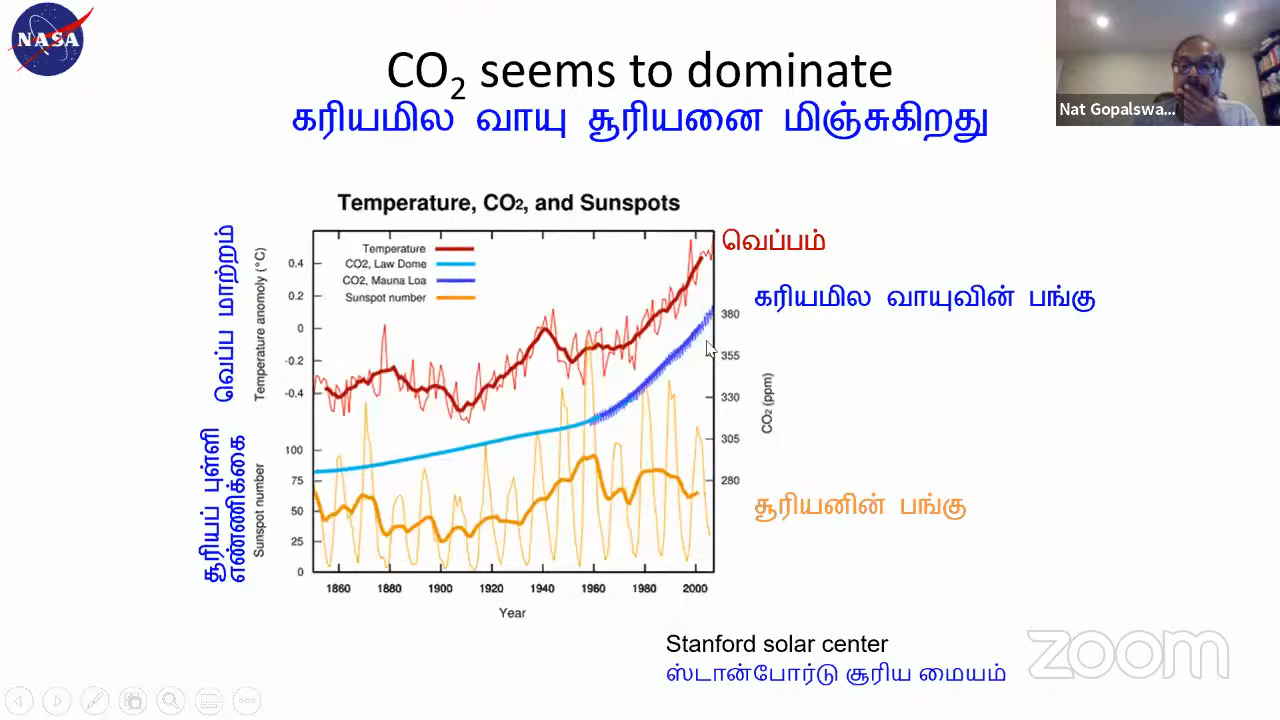 NASA
CO2 seems to dominate
கரியமில வாயு சூரியனை மிஞ்சுகிறது
Nat Gopalswa...
Temperature, CO2, and Sunspots
வெப்ப மாற்றம்
Temperature anomoly (°C)
0.4
0.2
0
-0.2
-0.4
Temperature
CO2, Law Dome
CO2, Mauna Loa
Sunspot number
வெப்பம்
கரியமில வாயுவின் பங்கு
380
355
330
305
280
CO2 (ppm)
சூரியப் புள்ளி
எண்ணிக்கை
Sunspot number
100
75
50
25
0
சூரியனின் பங்கு
1860 1880 1900 1920 1940 1960 1980 2000
Year
Stanford solar center
ஸ்டான்போர்டு சூரிய மையம்
zoom